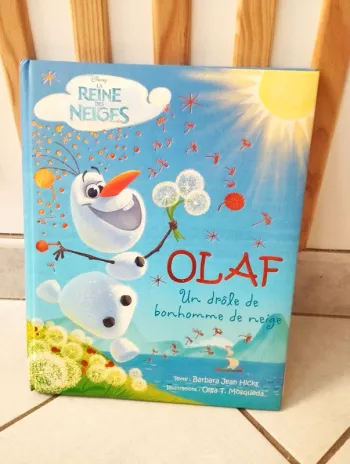 Disney
LA
REINE
DES
NEIGES
OLAF
Un drôle de
bonhomme de neige
Texte : Barbara Jean Hicks
Illustrations : Olga T. Mosqueda